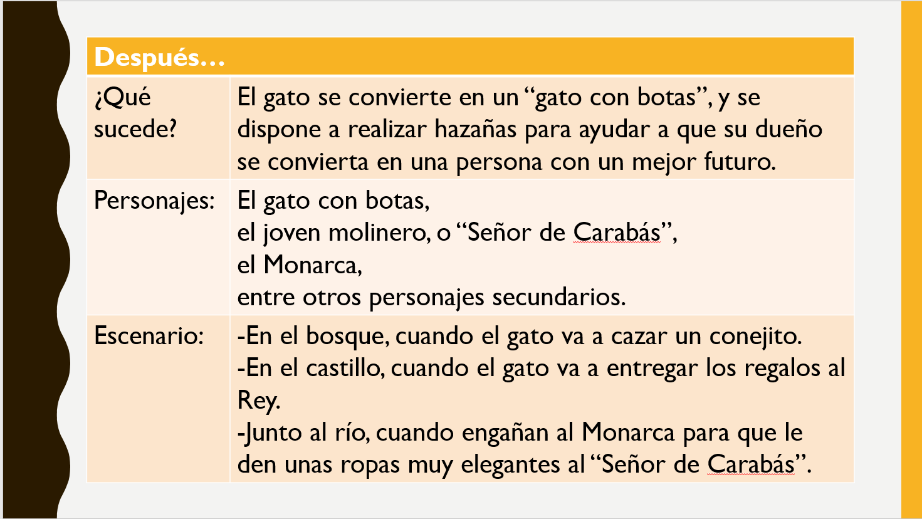 Después…
¿Qué
sucede?
El gato se convierte en un “gato con botas”, y se
dispone a realizar hazañas para ayudar a que su dueño
se convierta en una persona con un mejor futuro.
Personajes:
El gato con botas,
el joven molinero, o “Señor de Carabás”,
el Monarca,
entre otros personajes secundarios.
Escenario:
-En el bosque, cuando el gato va a cazar un conejito.
-En el castillo, cuando el gato va a entregar los regalos al
Rey.
-Junto al río, cuando engañan al Monarca para que le
den unas ropas muy elegantes al “Señor de Carabás”.